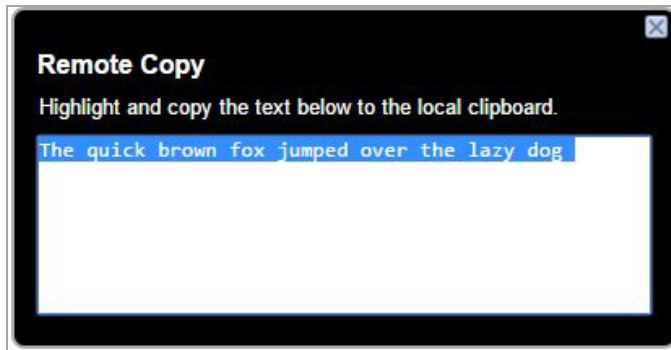 Remote Copy
Highlight and copy the text below to the local clipboard.
The quick brown fox jumped over the lazy dog